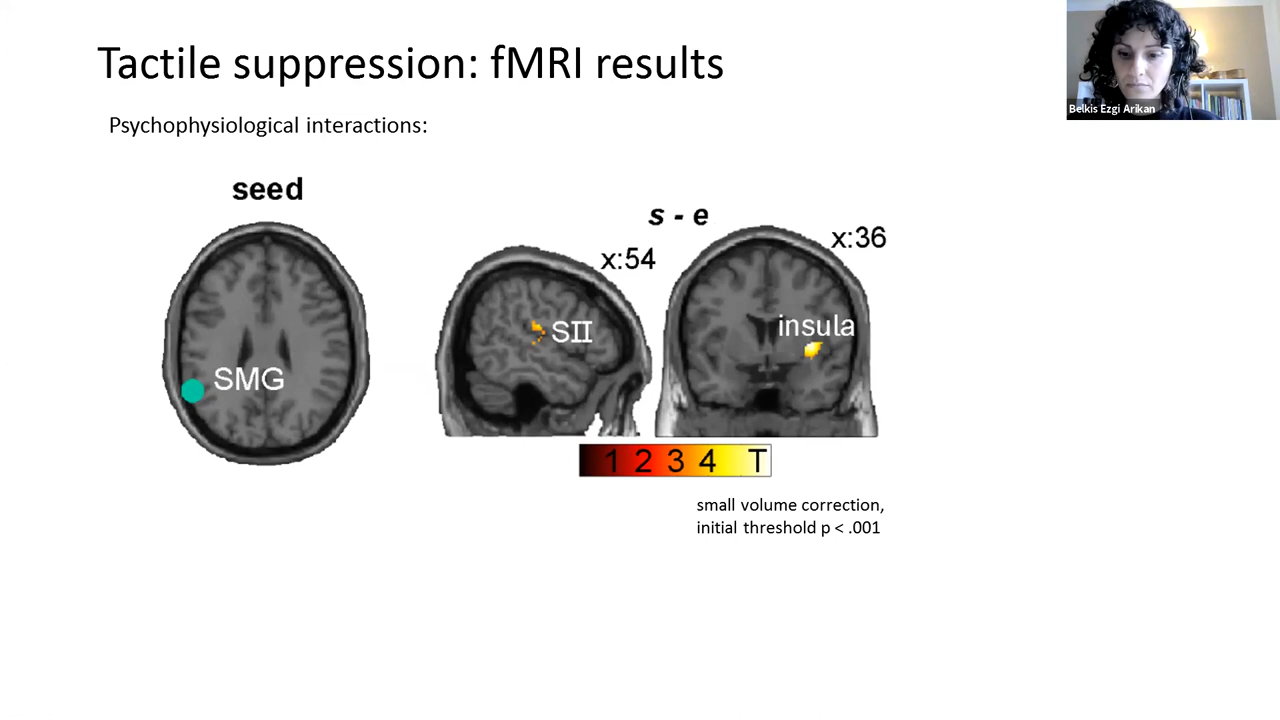 Tactile suppression: fMRI results
Belkis Ezgi Arikan
Psychophysiological interactions:
seed
s - e
x:54
x:36
SMG
SII
insula
1 2 3 4 T
small volume correction,
initial threshold p < .001